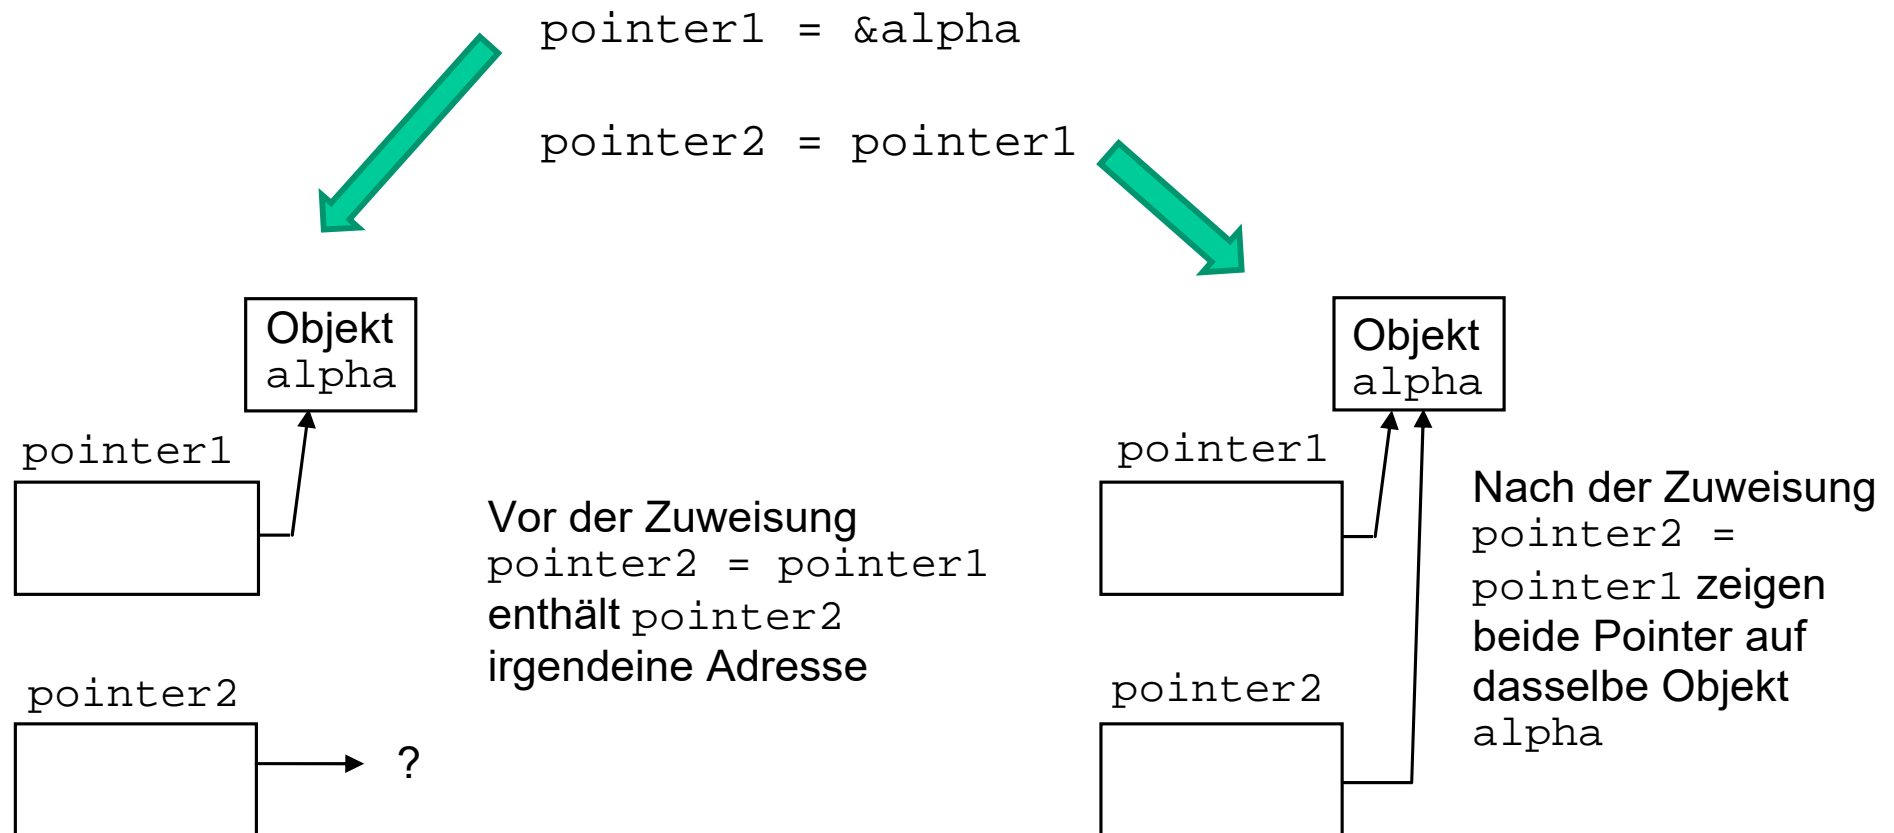 pointer1 = &alpha
pointer2 = pointer1
Objekt
alpha
pointer1
Vor der Zuweisung
pointer2 = pointer1
enthält pointer2
irgendeine Adresse
pointer2
?
Objekt
alpha
pointer1
Nach der Zuweisung
pointer2 =
pointer1 zeigen
beide Pointer auf
dasselbe Objekt
alpha
pointer2